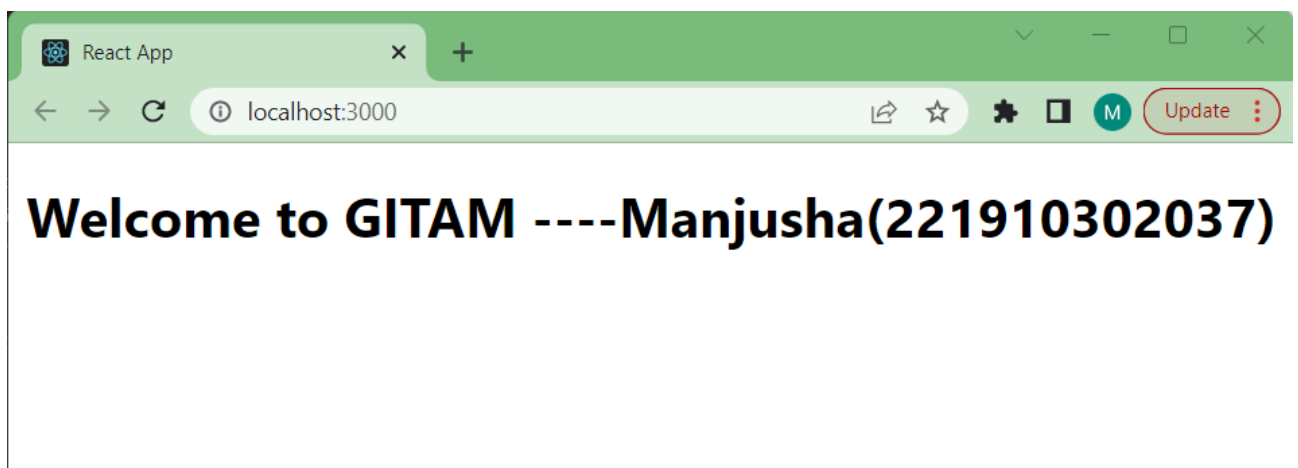 React App
localhost:3000
M
Update
Welcome to GITAM ----Manjusha(221910302037)